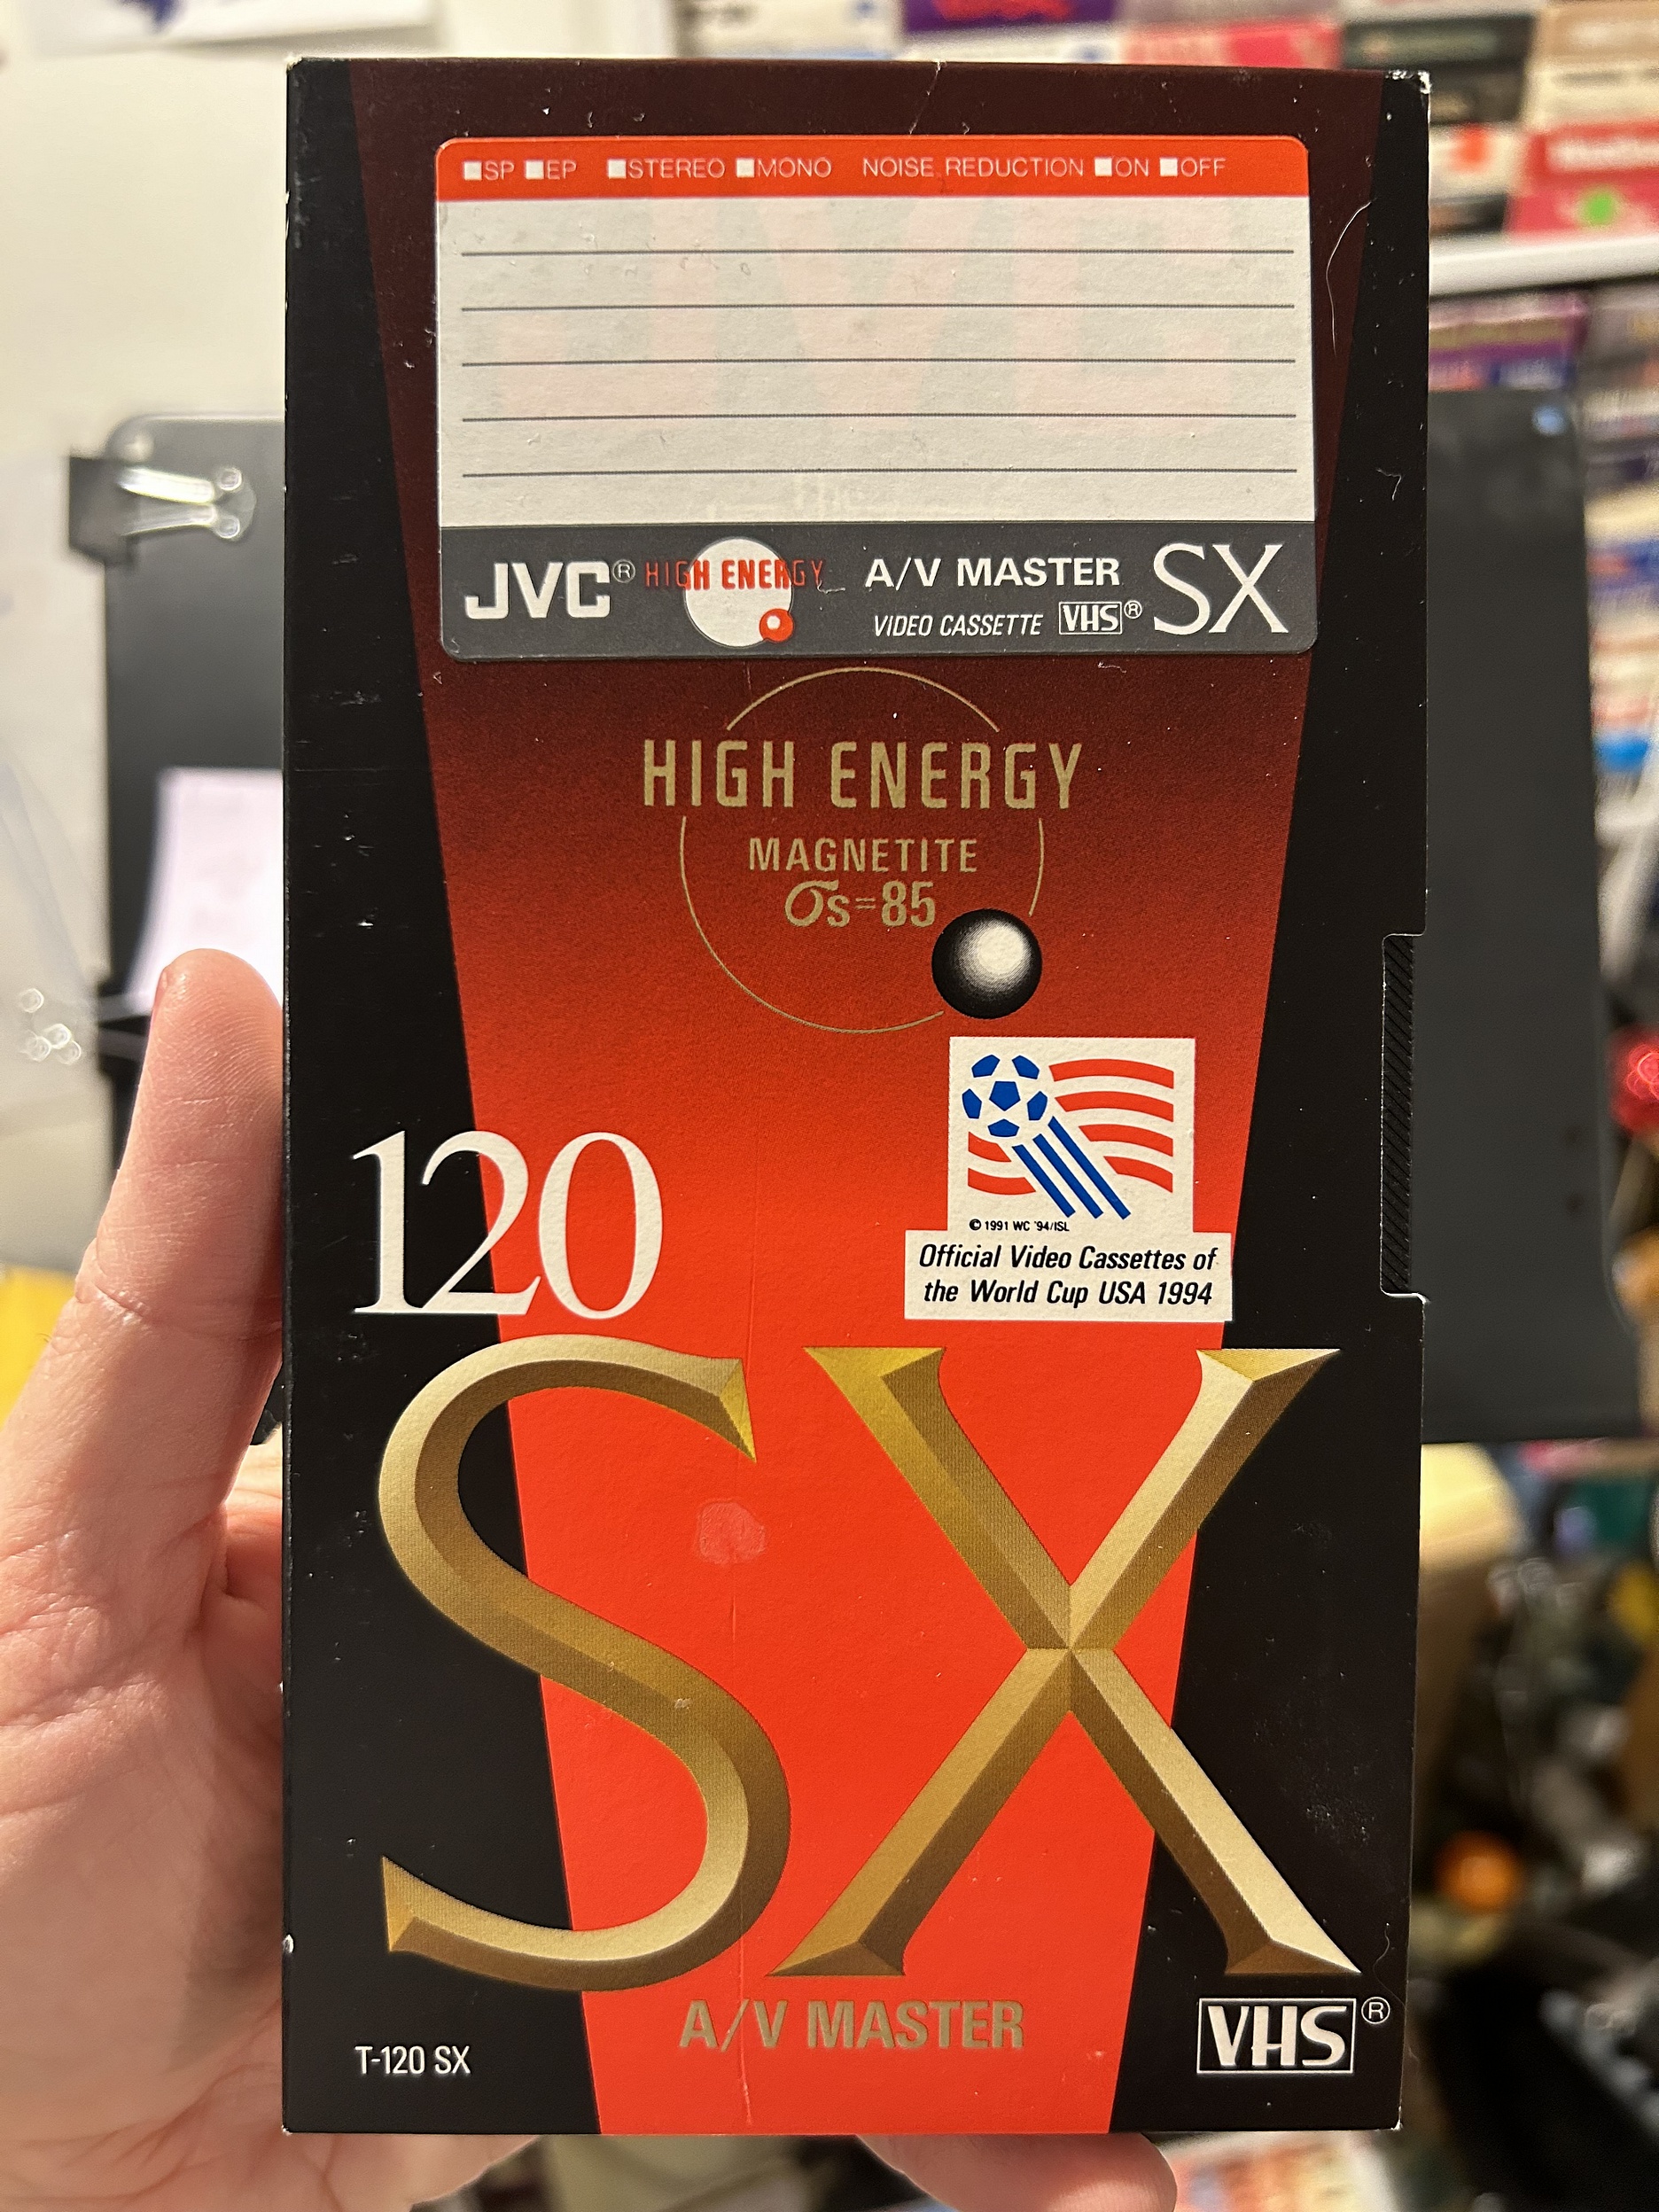 SP EP STEREO MONO NOISE REDUCTION ON OFF
JVC® HIGH ENERGY A/V MASTER SX
VIDEO CASSETTE VHS®
HIGH ENERGY
MAGNETITE
σs=85
120
© 1991 WC '94/ISL
Official Video Cassettes of
the World Cup USA 1994
SX
A/V MASTER
T-120 SX
VHS®